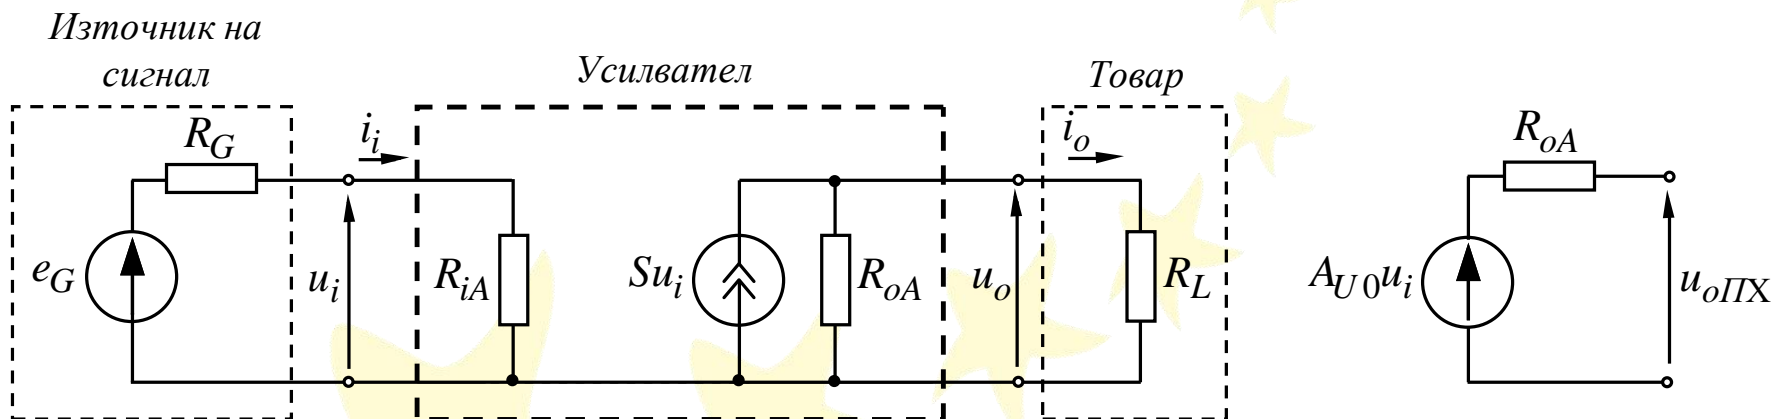 Източник на
сигнал
Усилвател
Товар
R_G
i_i
i_o
R_oA
e_G
u_i
R_iA
Su_i
R_oA
u_o
R_L
A_U0 u_i
u_oПХ